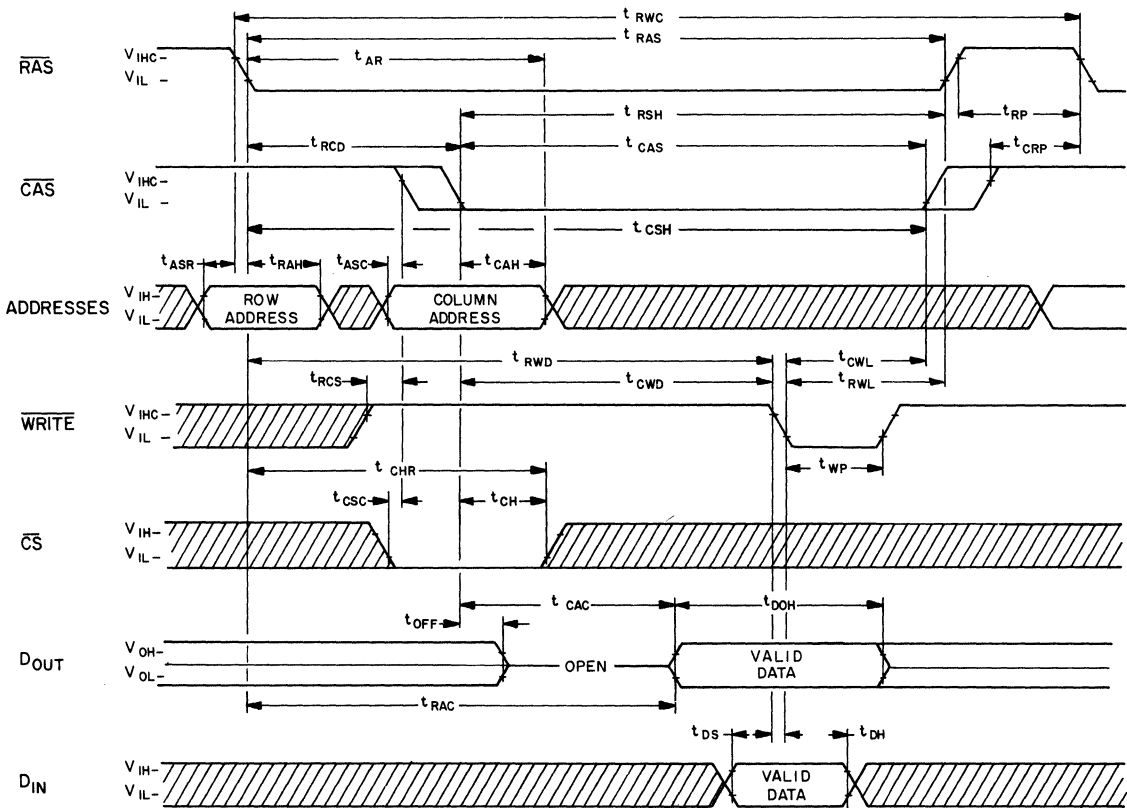 t RWC
t RAS
t AR
RAS
V IHC-
V IL-
t RSH
t RP
t RCD
t CAS
t CRP
CAS
V IHC-
V IL-
t CSH
t ASR
t RAH
t ASC
t CAH
ADDRESSES
V IH-
V IL-
ROW
ADDRESS
COLUMN
ADDRESS
t RWD
t CWL
t RCS
t CWD
t RWL
WRITE
V IHC-
V IL-
t WP
t CHR
t CSC
t CH
CS
V IH-
V IL-
t CAC
t DOH
t OFF
DOUT
V OH-
V OL-
OPEN
VALID
DATA
t RAC
t DS
t DH
DIN
V IH-
V IL-
VALID
DATA